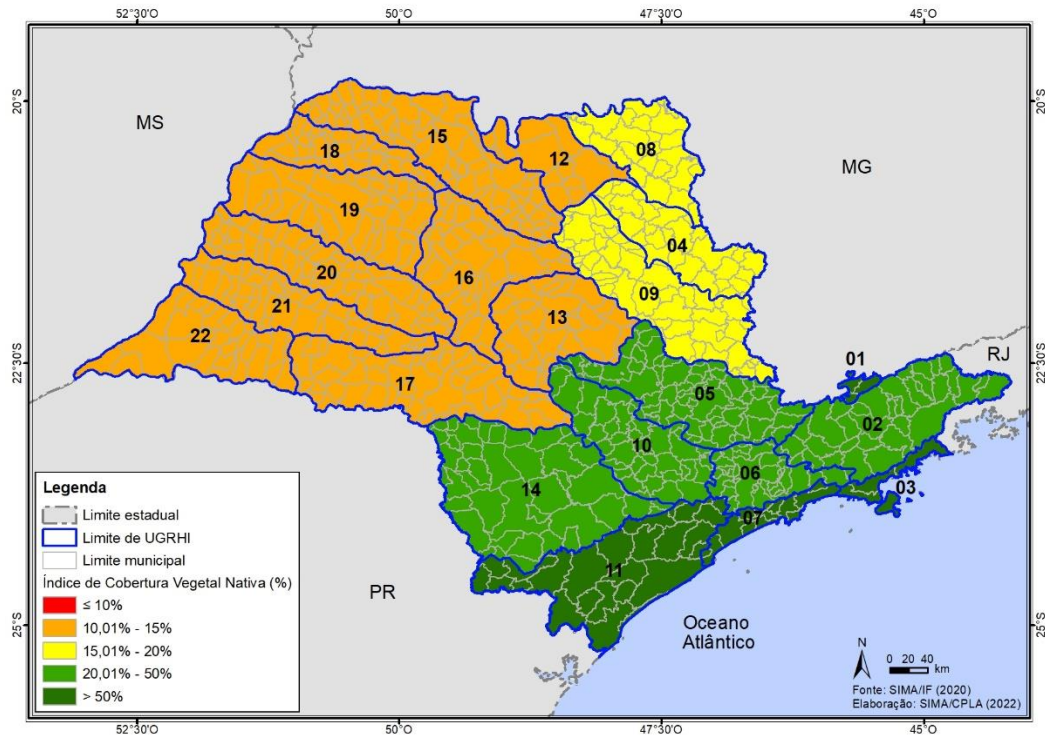 52°30'O 50°O 47°30'O 45°O
20°S
20°S
MS
15
08
18
12
MG
19
04
20
16
09
21
13
22
22°30'S
22°30'S
17
01
RJ
05
02
10
06
03
14
07
11
PR
25°S
25°S
Oceano
Atlântico
Legenda
Limite estadual
Limite de UGRHI
Limite municipal
Índice de Cobertura Vegetal Nativa (%)
≤ 10%
10,01% - 15%
15,01% - 20%
20,01% - 50%
> 50%
N
0 20 40
km
Fonte: SIMA/IF (2020)
Elaboração: SIMA/CPLA (2022)
52°30'O 50°O 47°30'O 45°O